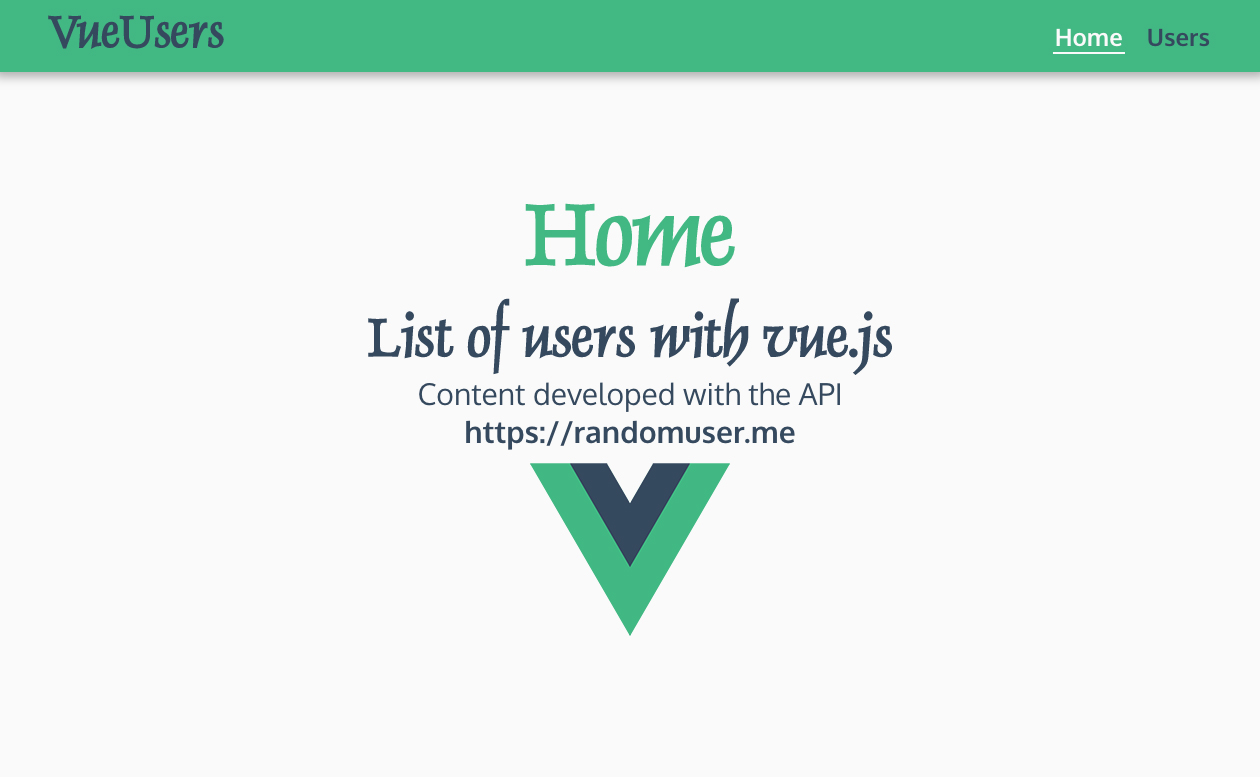 VueUsers
Home Users
Home
List of users with vue.js
Content developed with the API
https://randomuser.me